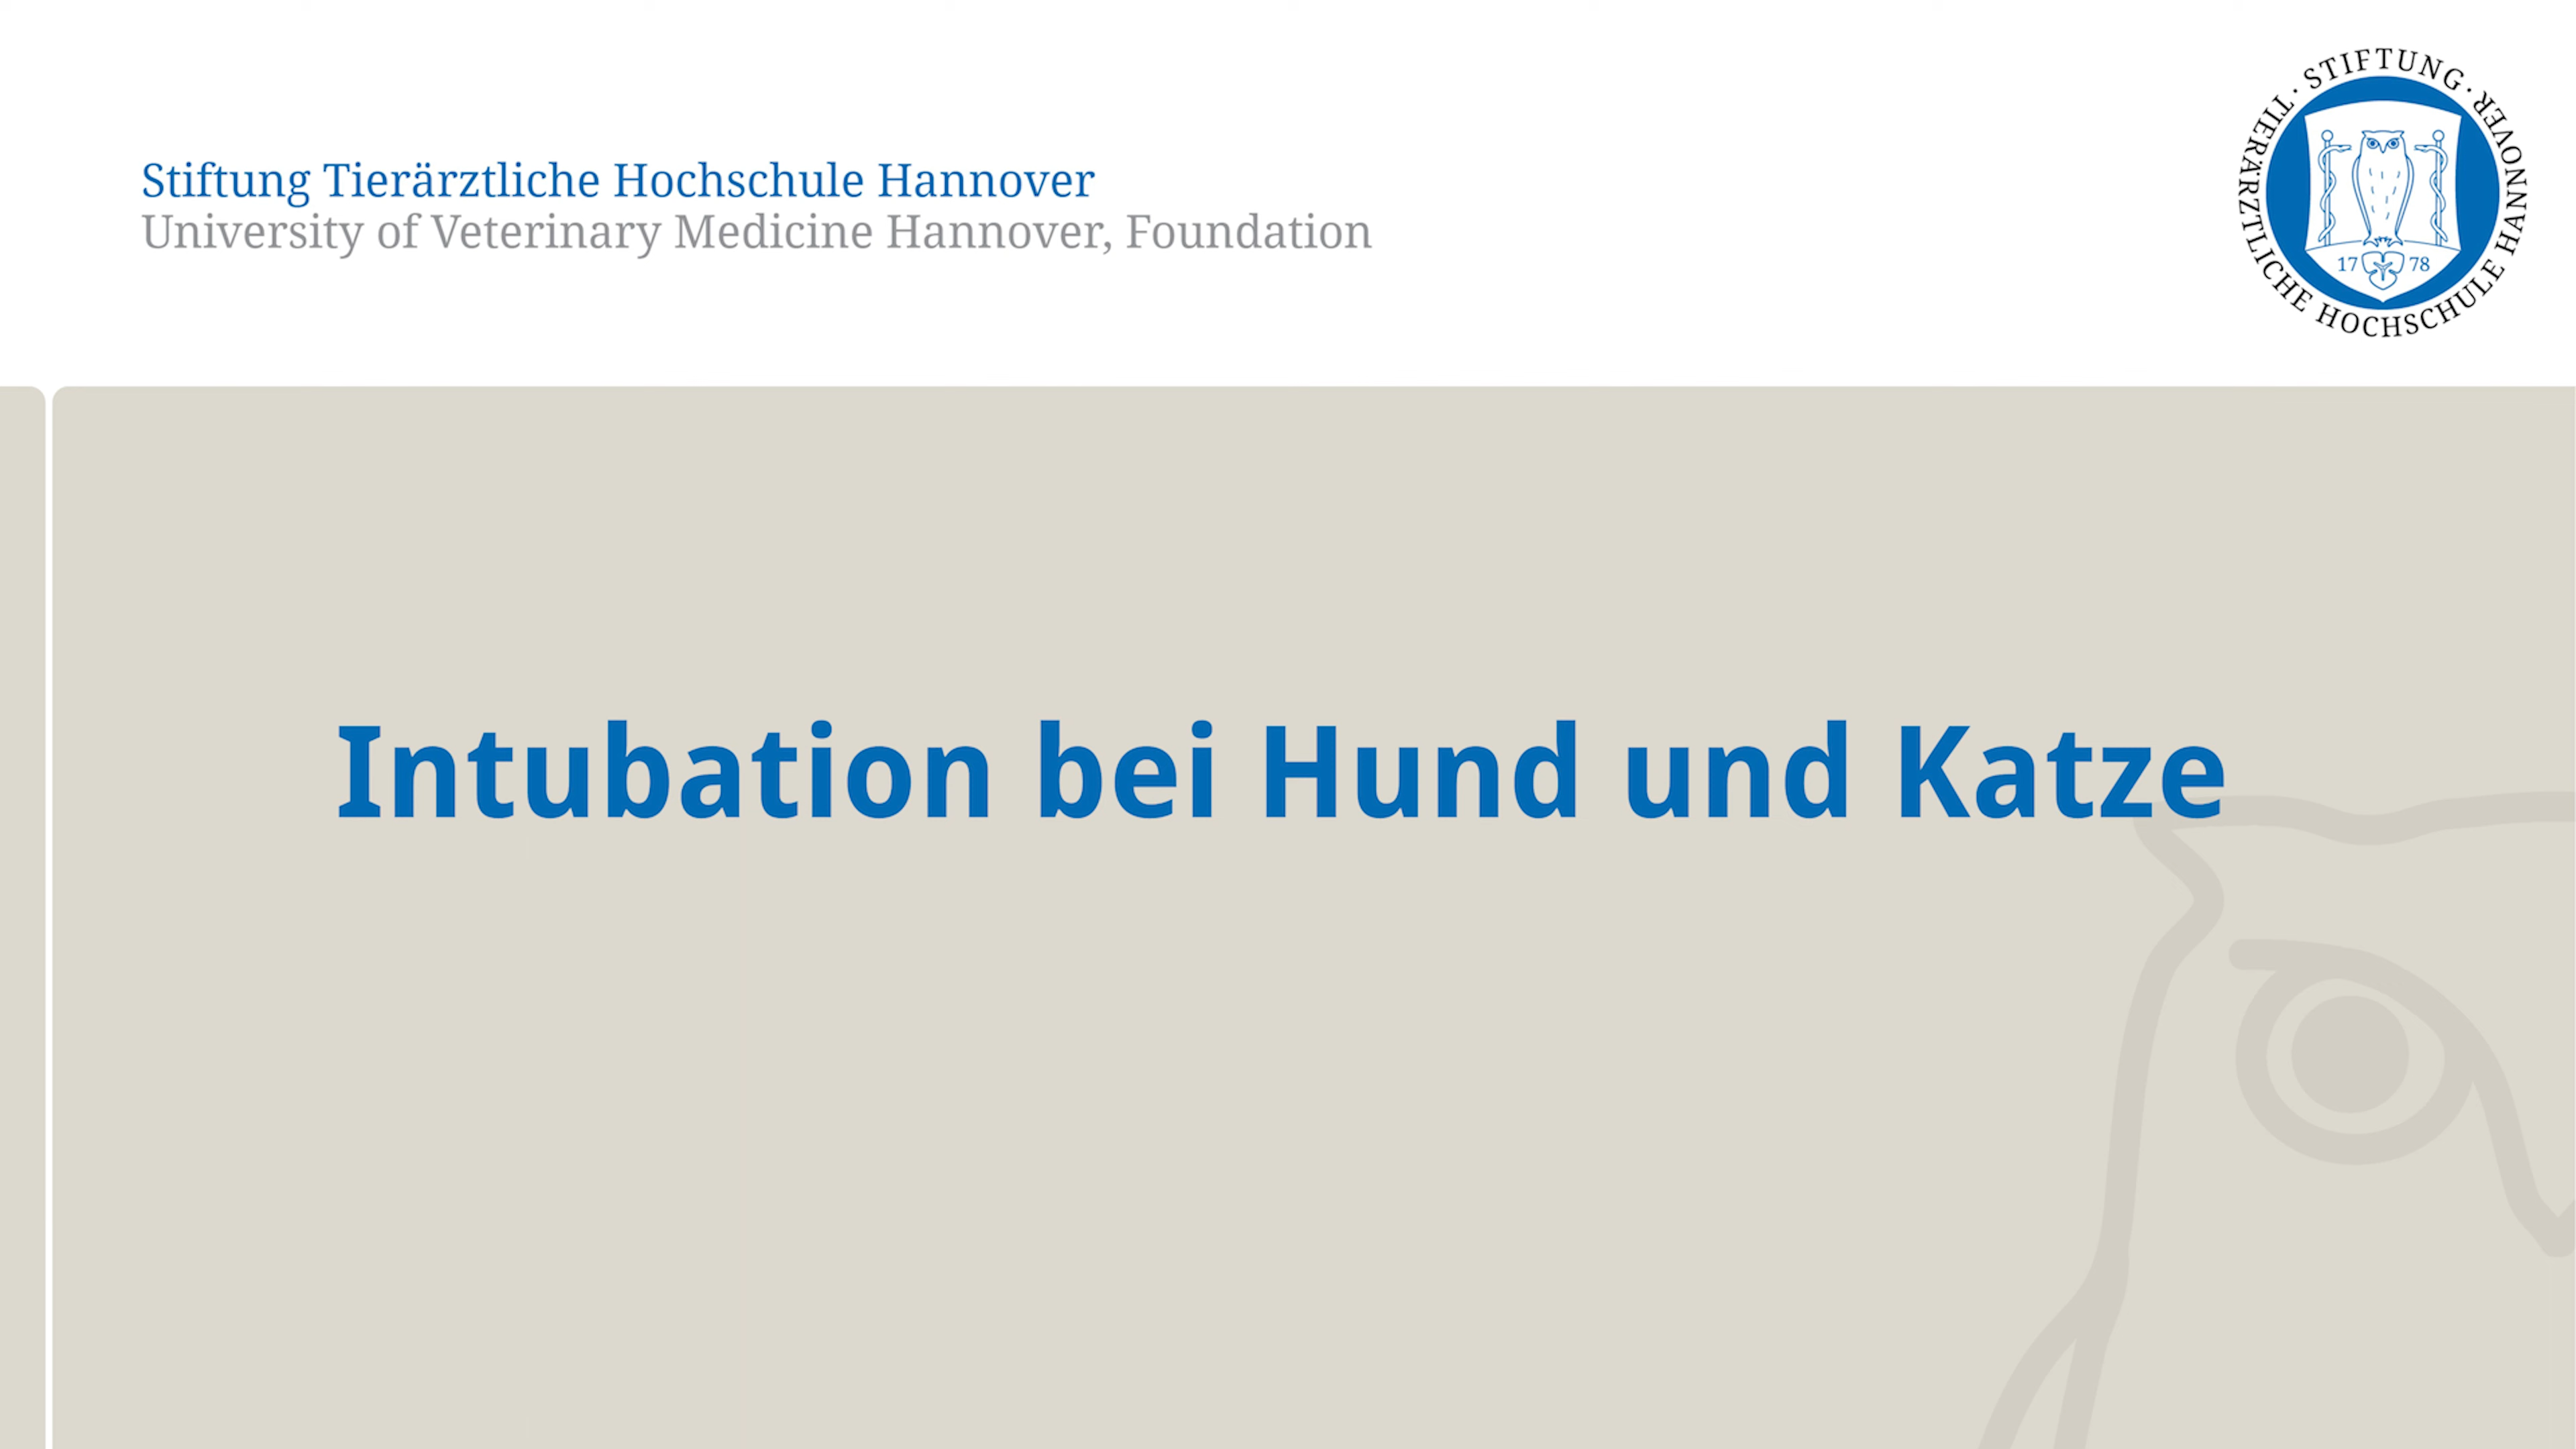 Stiftung Tierärztliche Hochschule Hannover
University of Veterinary Medicine Hannover, Foundation
· STIFTUNG · TIERÄRZTLICHE HOCHSCHULE HANNOVER
17 78
Intubation bei Hund und Katze